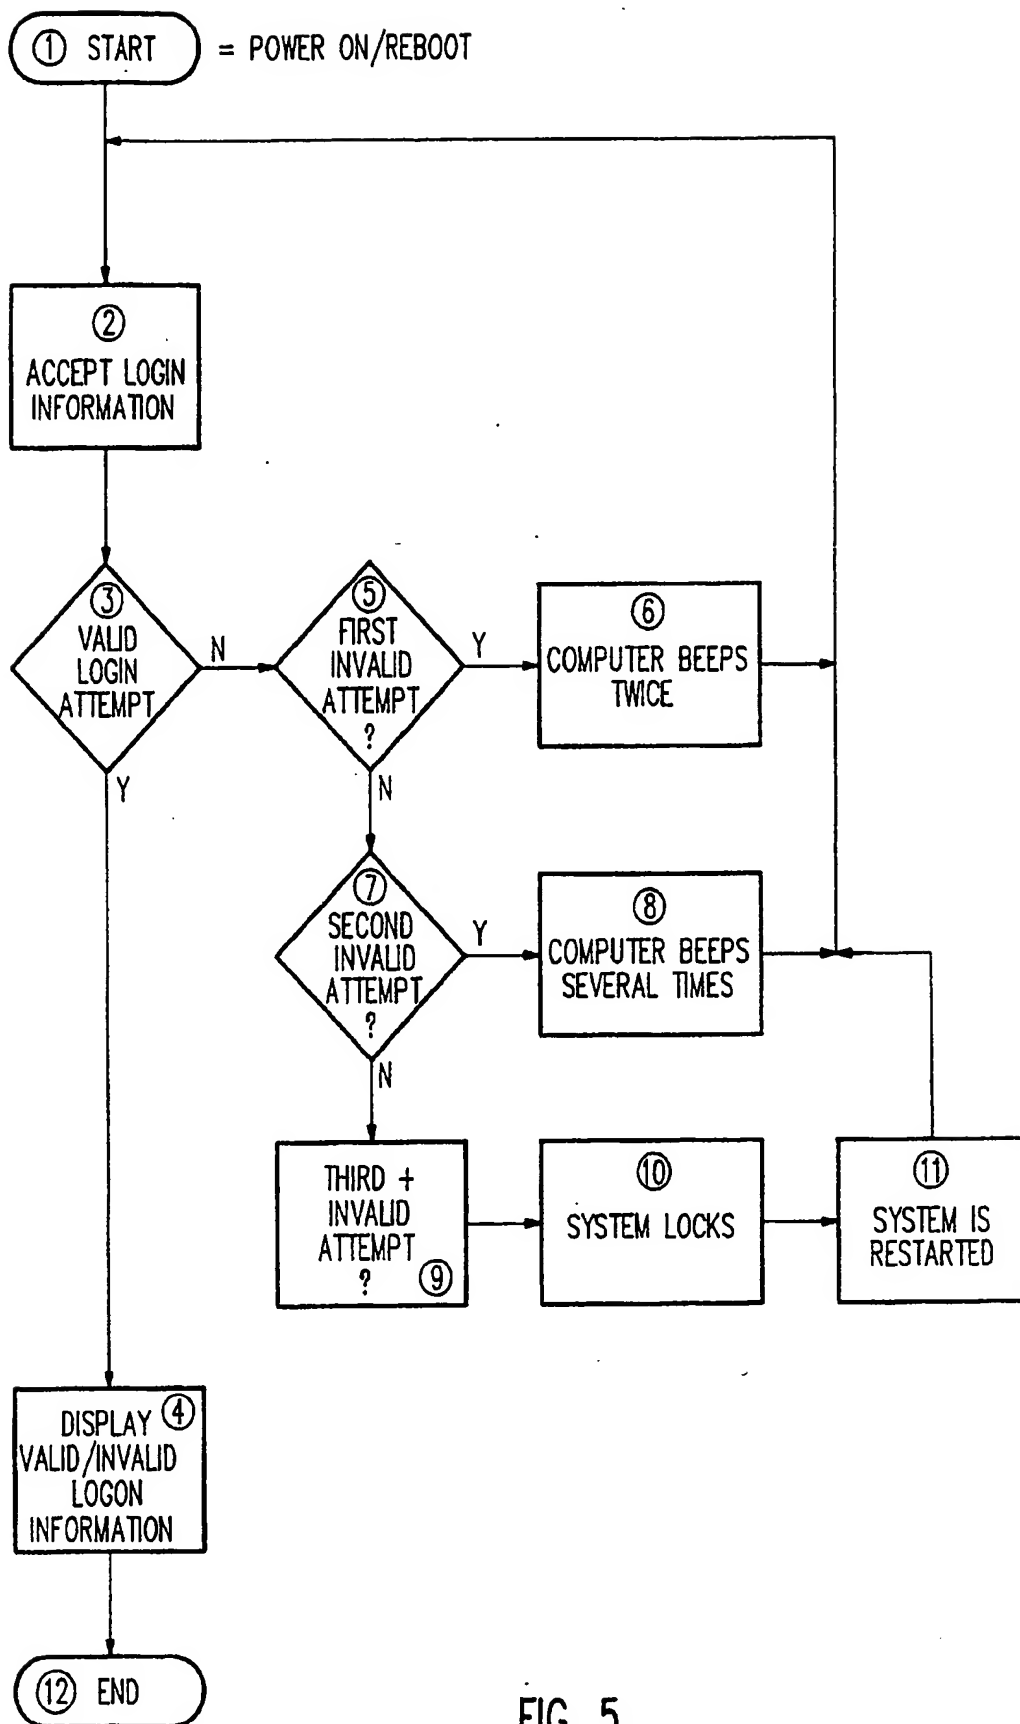 ① START = POWER ON/REBOOT
②
ACCEPT LOGIN
INFORMATION
③
VALID
LOGIN
ATTEMPT
N
Y
⑤
FIRST
INVALID
ATTEMPT
?
Y
N
⑥
COMPUTER BEEPS
TWICE
⑦
SECOND
INVALID
ATTEMPT
?
Y
N
⑧
COMPUTER BEEPS
SEVERAL TIMES
THIRD +
INVALID
ATTEMPT
? ⑨
⑩
SYSTEM LOCKS
⑪
SYSTEM IS
RESTARTED
DISPLAY ④
VALID/INVALID
LOGON
INFORMATION
⑫ END
FIG. 5